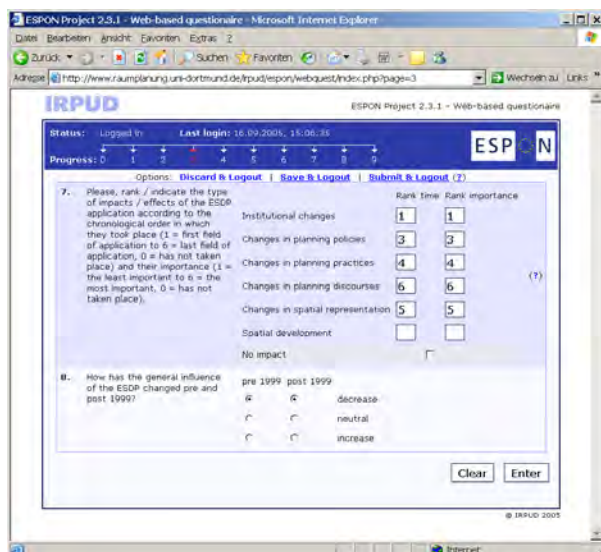 ESPON Project 2.3.1 - Web-based questionaire - Microsoft Internet Explorer
Datei Bearbeiten Ansicht Favoriten Extras ?
Zurück Suchen Favoriten
Adresse http://www.raumplanung.uni-dortmund.de/irpud/espon/webquest/index.php?page=3 Wechseln zu Links »
IRPUD ESPON Project 2.3.1 - Web-based questionaire
Status: Logged in Last login: 16.09.2005, 15:06:35
ESPON
Progress: 0 1 2 3 4 5 6 7 8 9
Options: Discard & Logout | Save & Logout | Submit & Logout (?)
7. Please, rank / indicate the type
of impacts / effects of the ESDP
application according to the
chronological order in which
they took place (1 = first field
of application to 6 = last field of
application, 0 = has not taken
place) and their importance (1 =
the least important to 6 = the
most important, 0 = has not
taken place).
Rank time Rank importance
Institutional changes 1 1
Changes in planning policies 3 3
Changes in planning practices 4 4
Changes in planning discourses 6 6
Changes in spatial representation 5 5
Spatial development
No impact
(?)
8. How has the general influence
of the ESDP changed pre and
post 1999?
pre 1999 post 1999
decrease
neutral
increase
Clear Enter
© IRPUD 2005
Internet